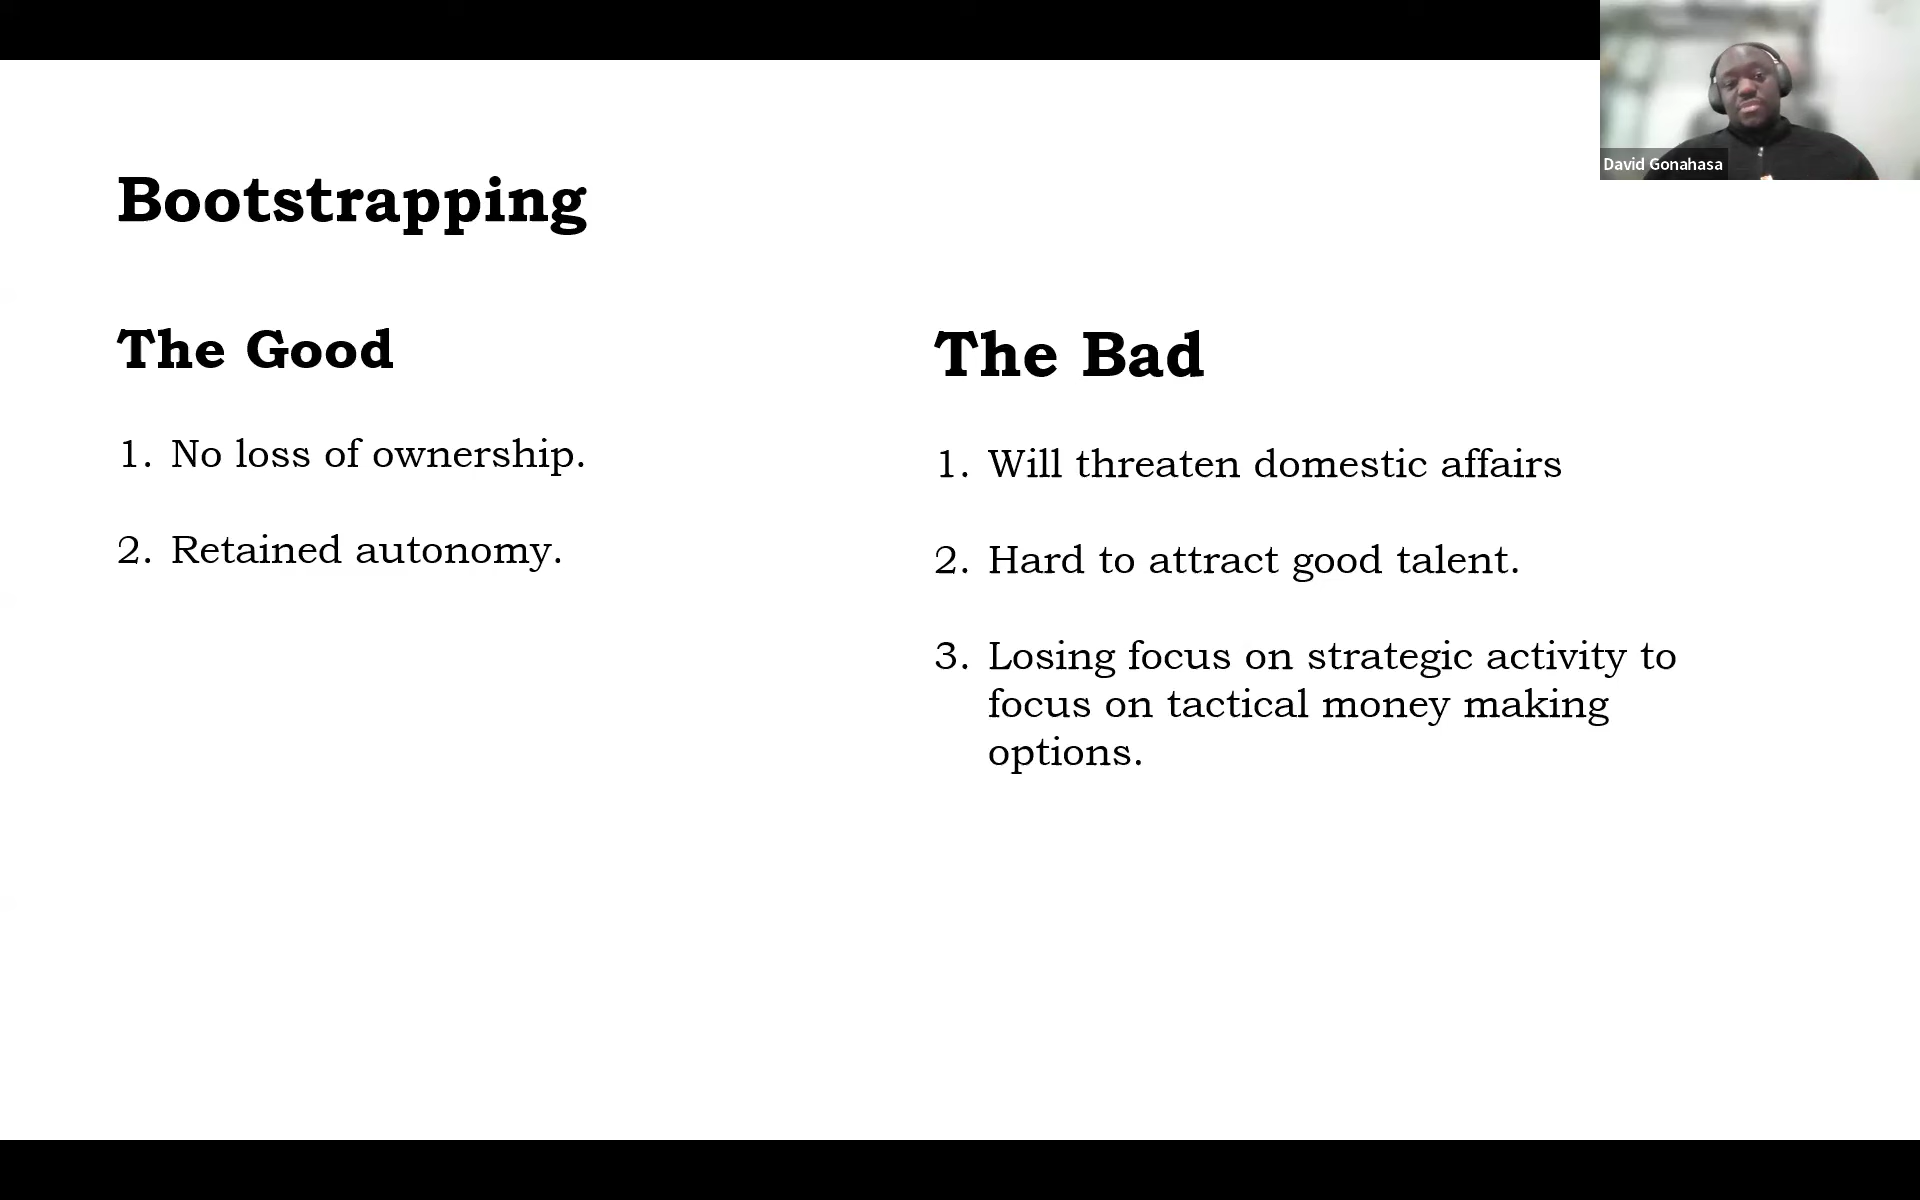 David Gonahasa
Bootstrapping
The Good
1. No loss of ownership.
2. Retained autonomy.
The Bad
1. Will threaten domestic affairs
2. Hard to attract good talent.
3. Losing focus on strategic activity to
focus on tactical money making
options.